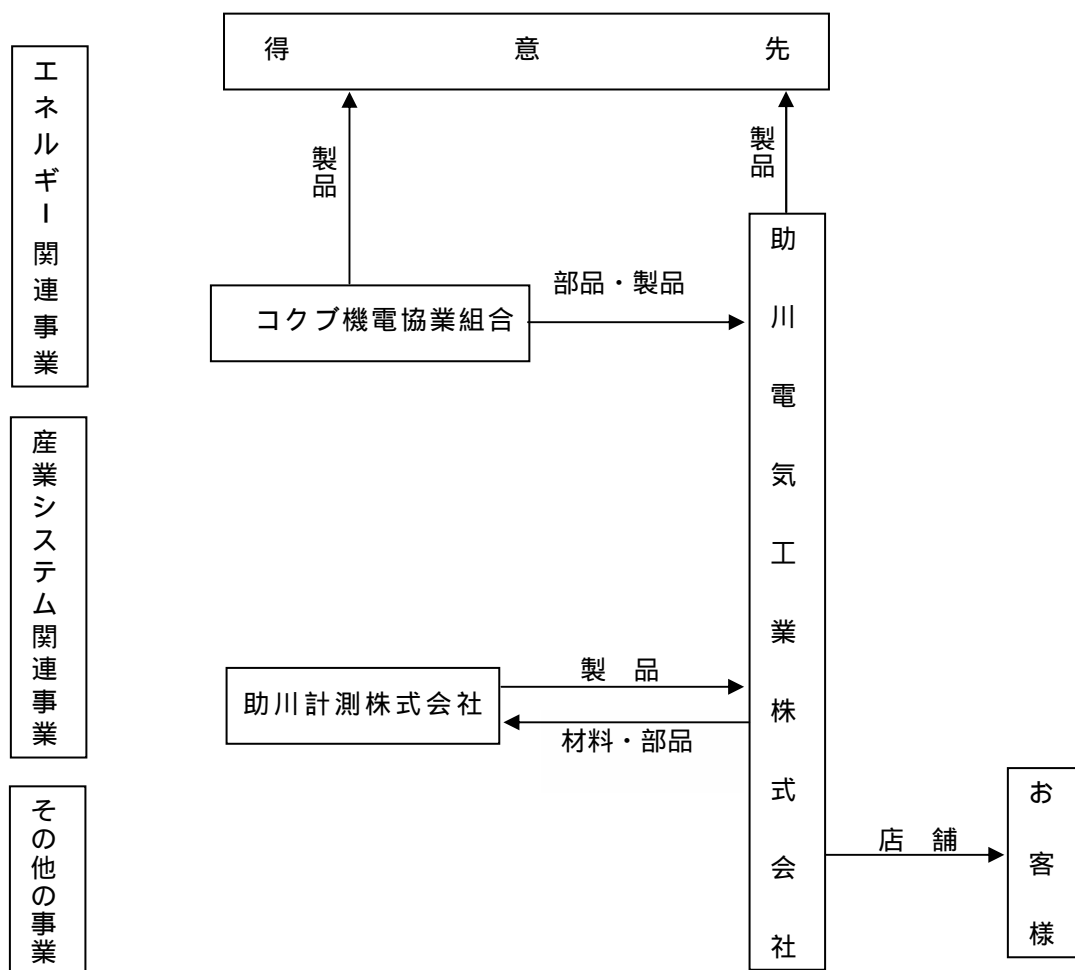 得意先
エネルギー関連事業
製品
製品
部品・製品
コクブ機電協業組合
助川電気工業株式会社
産業システム関連事業
製品
助川計測株式会社
材料・部品
その他の事業
店舗
お客様